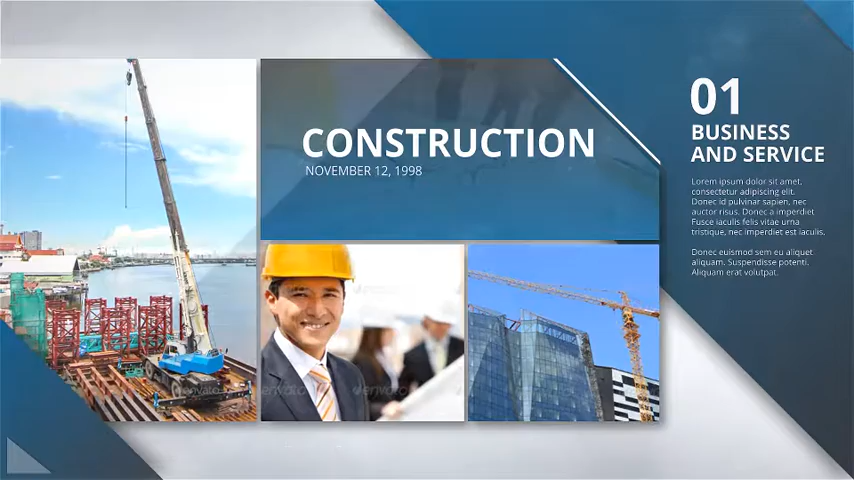 CONSTRUCTION
NOVEMBER 12, 1998
01
BUSINESS
AND SERVICE
Lorem ipsum dolor sit amet,
consectetur adipiscing elit.
Donec id pulvinar sapien, nec
auctor risus. Donec a imperdiet
Fusce iaculis felis vitae urna
tristique, nec imperdiet est iaculis.
Donec euismod sem eu aliquet
aliquam. Suspendisse potenti.
Aliquam erat volutpat.
envato